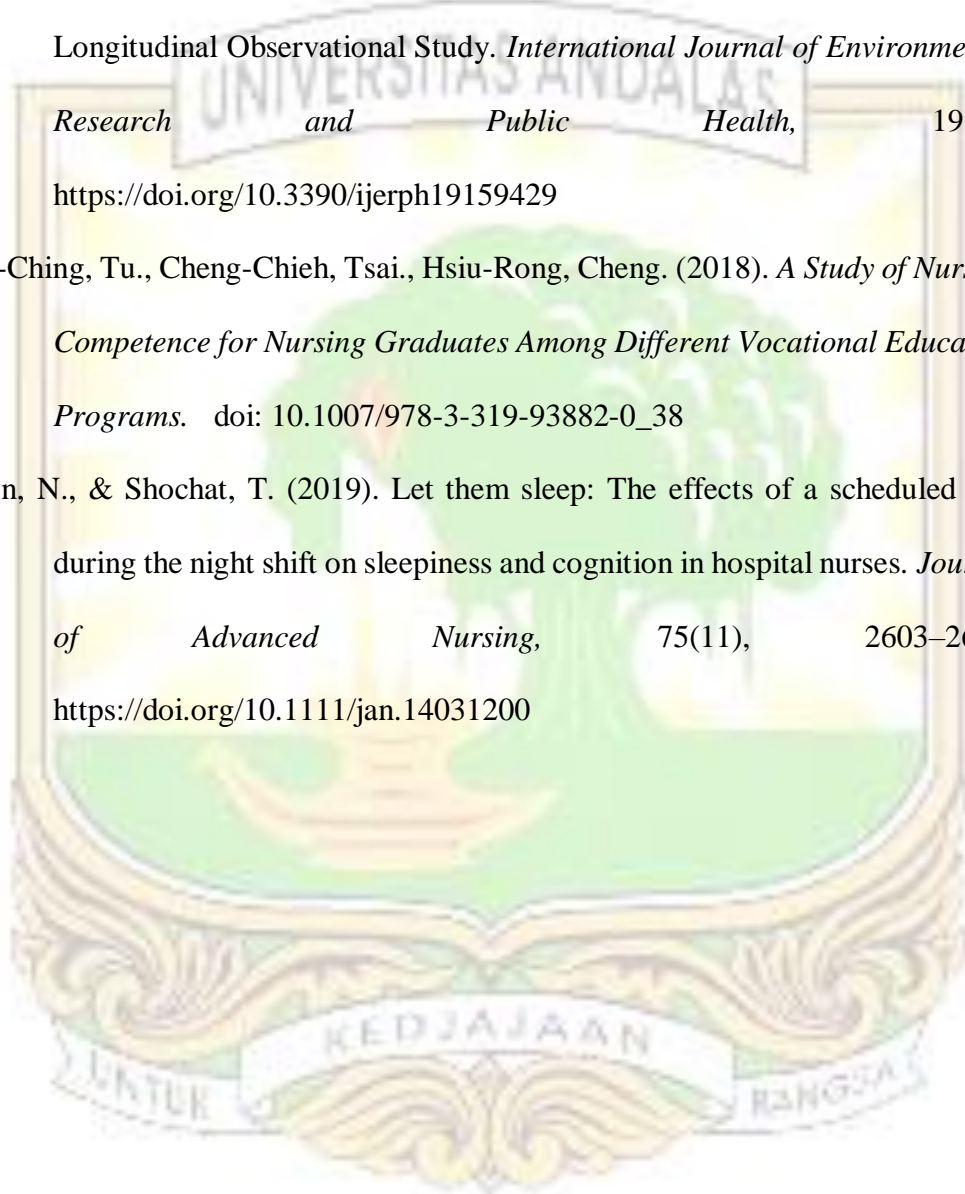 Longitudinal Observational Study. International Journal of Environme
UNIVERSITAS ANDALAS
Research and Public Health, 19
https://doi.org/10.3390/ijerph19159429
-Ching, Tu., Cheng-Chieh, Tsai., Hsiu-Rong, Cheng. (2018). A Study of Nur
Competence for Nursing Graduates Among Different Vocational Educa
Programs. doi: 10.1007/978-3-319-93882-0_38
n, N., & Shochat, T. (2019). Let them sleep: The effects of a scheduled
during the night shift on sleepiness and cognition in hospital nurses. Jou
of Advanced Nursing, 75(11), 2603–2
https://doi.org/10.1111/jan.14031200
KEDJAJAAN
UNTUK BANGSA